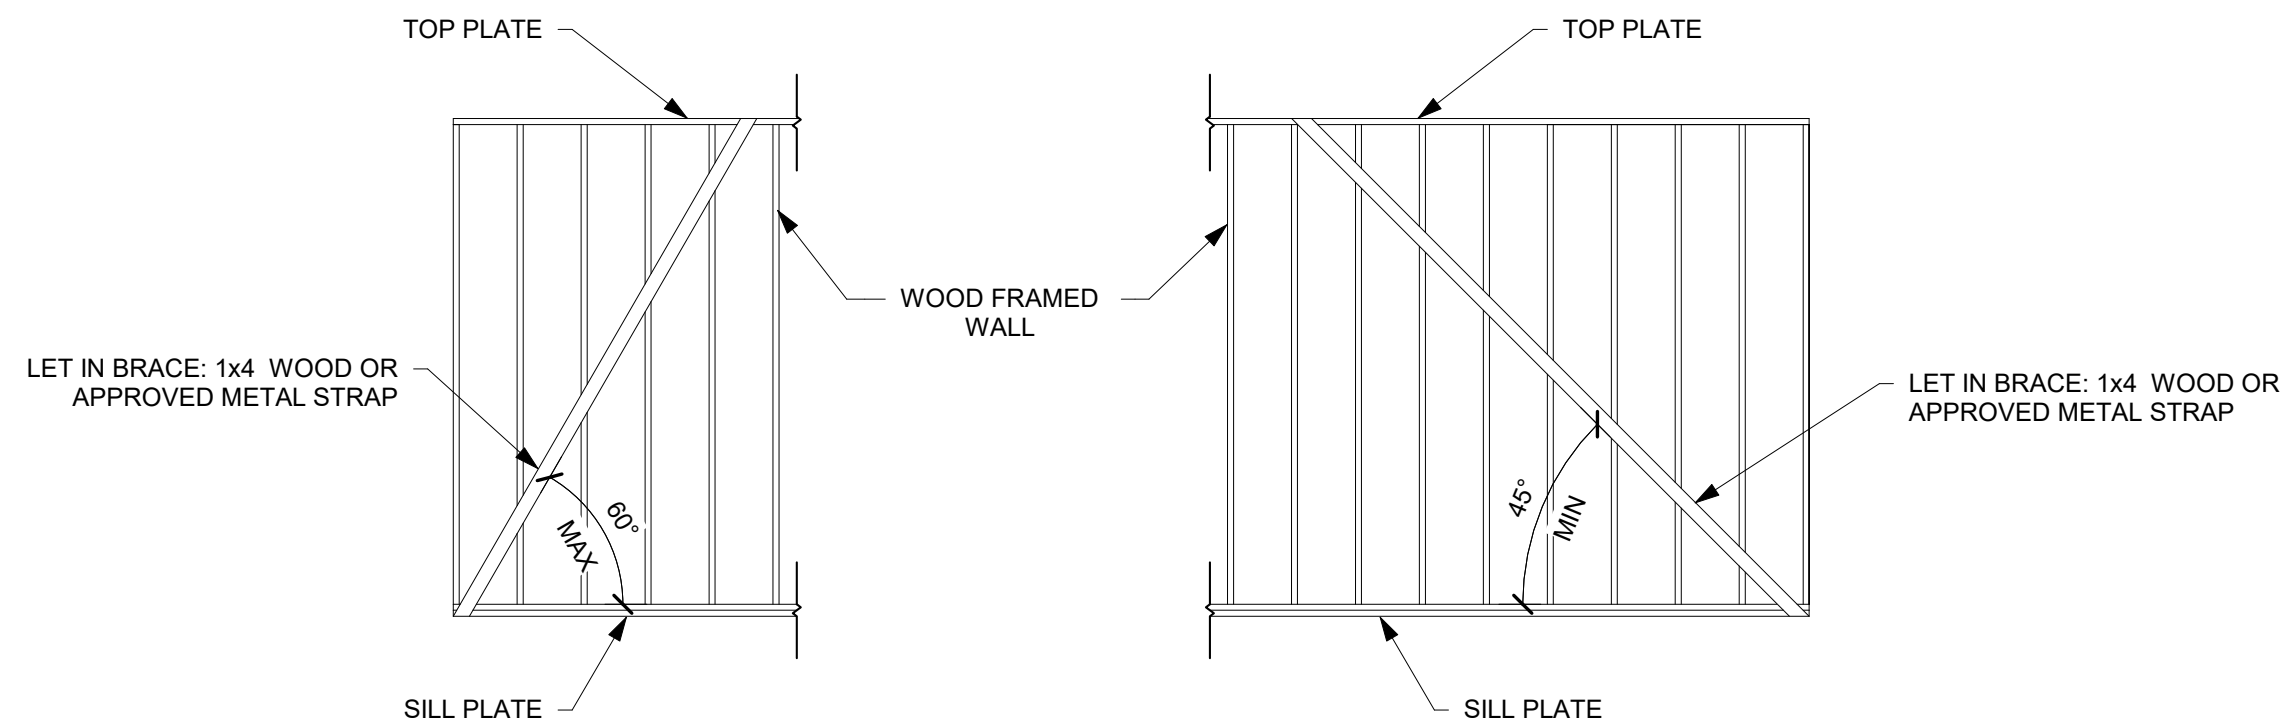 TOP PLATE
TOP PLATE
WOOD FRAMED
WALL
LET IN BRACE: 1x4 WOOD OR
APPROVED METAL STRAP
LET IN BRACE: 1x4 WOOD OR
APPROVED METAL STRAP
60°
MAX
45°
MIN
SILL PLATE
SILL PLATE